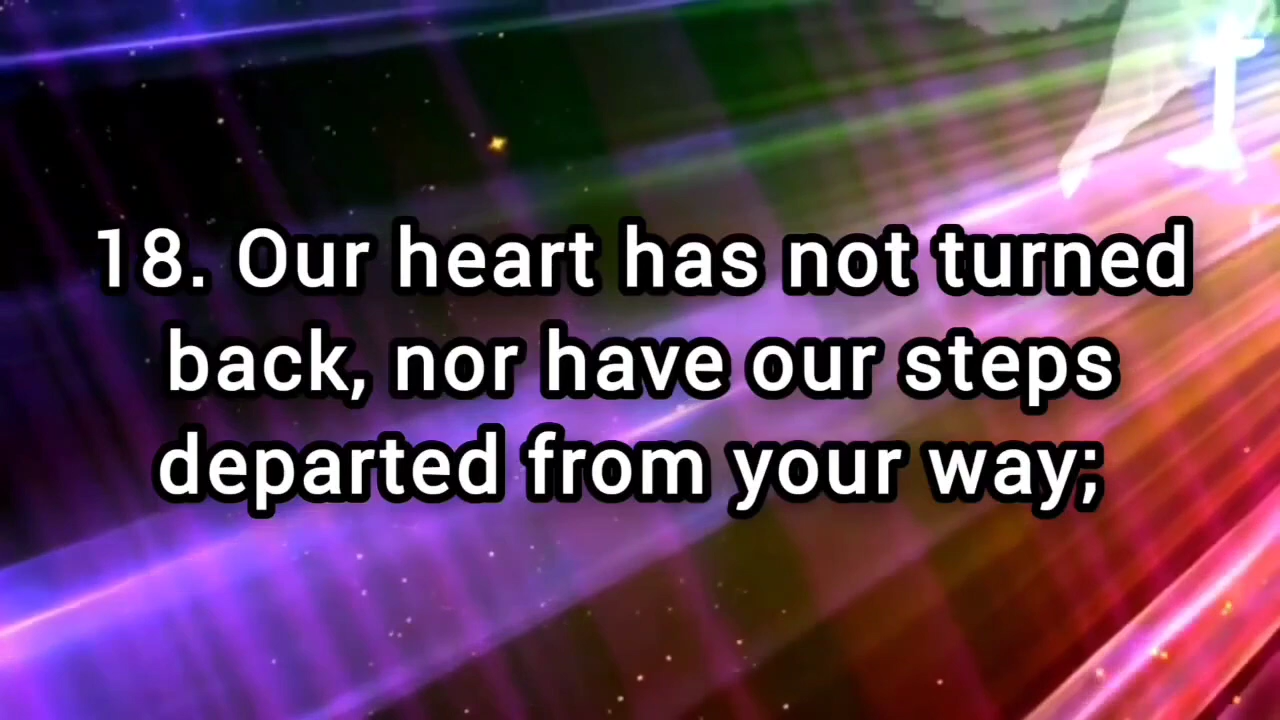 18. Our heart has not turned
back, nor have our steps
departed from your way;